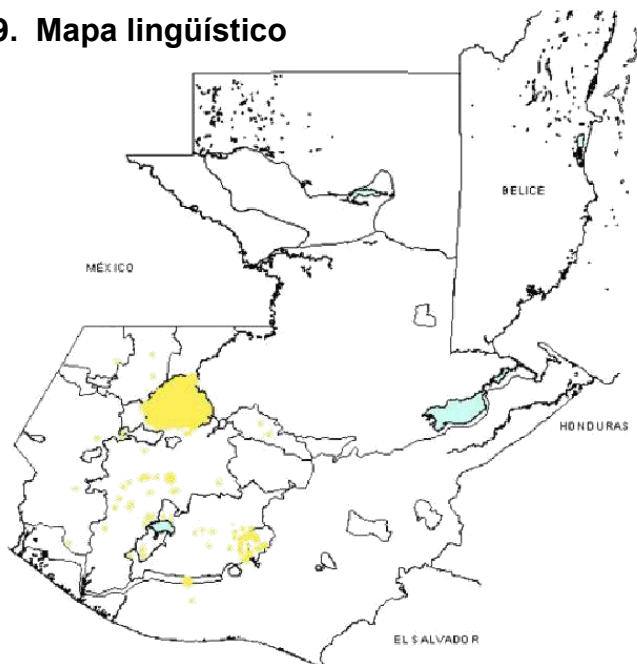 9. Mapa lingüístico
BELICE
MÉXICO
HONDURAS
EL SALVADOR